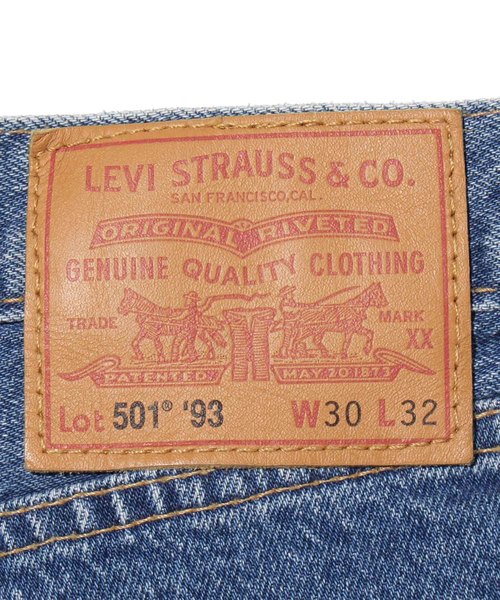 LEVI STRAUSS & CO.
SAN FRANCISCO, CAL.
ORIGINAL RIVETED
GENUINE QUALITY CLOTHING
TRADE MARK
XX
PATENTED MAY 20 1873
Lot 501® '93 W30 L32